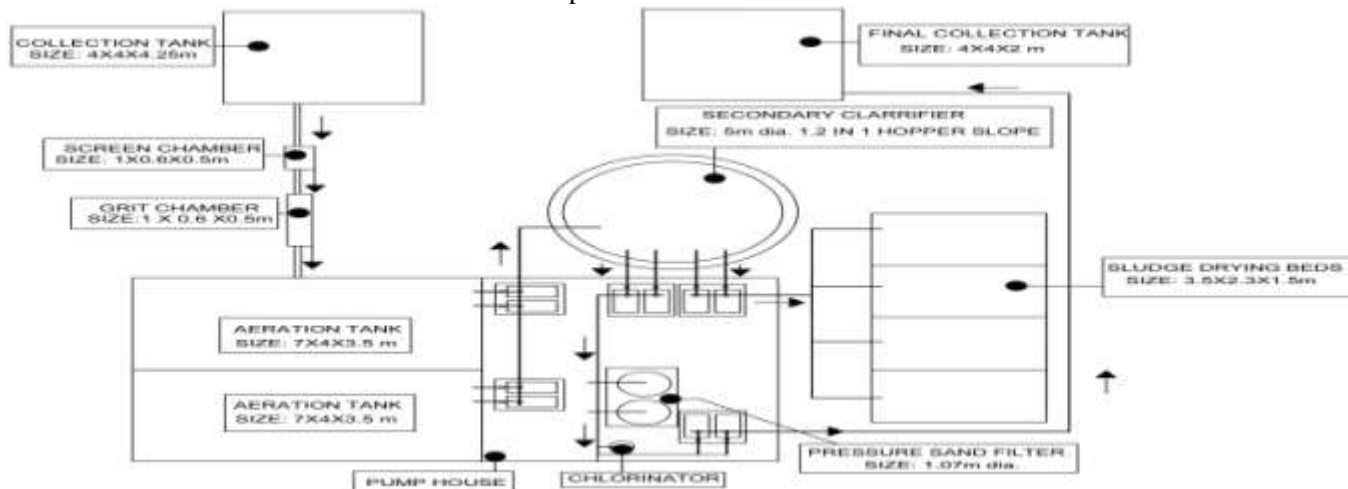 COLLECTION TANK
SIZE: 4X4X4.25m
FINAL COLLECTION TANK
SIZE: 4X4X2 m
SECONDARY CLARRIFIER
SIZE: 5m dia. 1.2 IN 1 HOPPER SLOPE
SCREEN CHAMBER
SIZE: 1X0.6X0.5m
GRIT CHAMBER
SIZE:1 X 0.6 X0.5m
SLUDGE DRYING BEDS
SIZE: 3.5X2.3X1.5m
AERATION TANK
SIZE: 7X4X3.5 m
AERATION TANK
SIZE: 7X4X3.5 m
PRESSURE SAND FILTER
SIZE: 1.07m dia.
PUMP HOUSE
CHLORINATOR